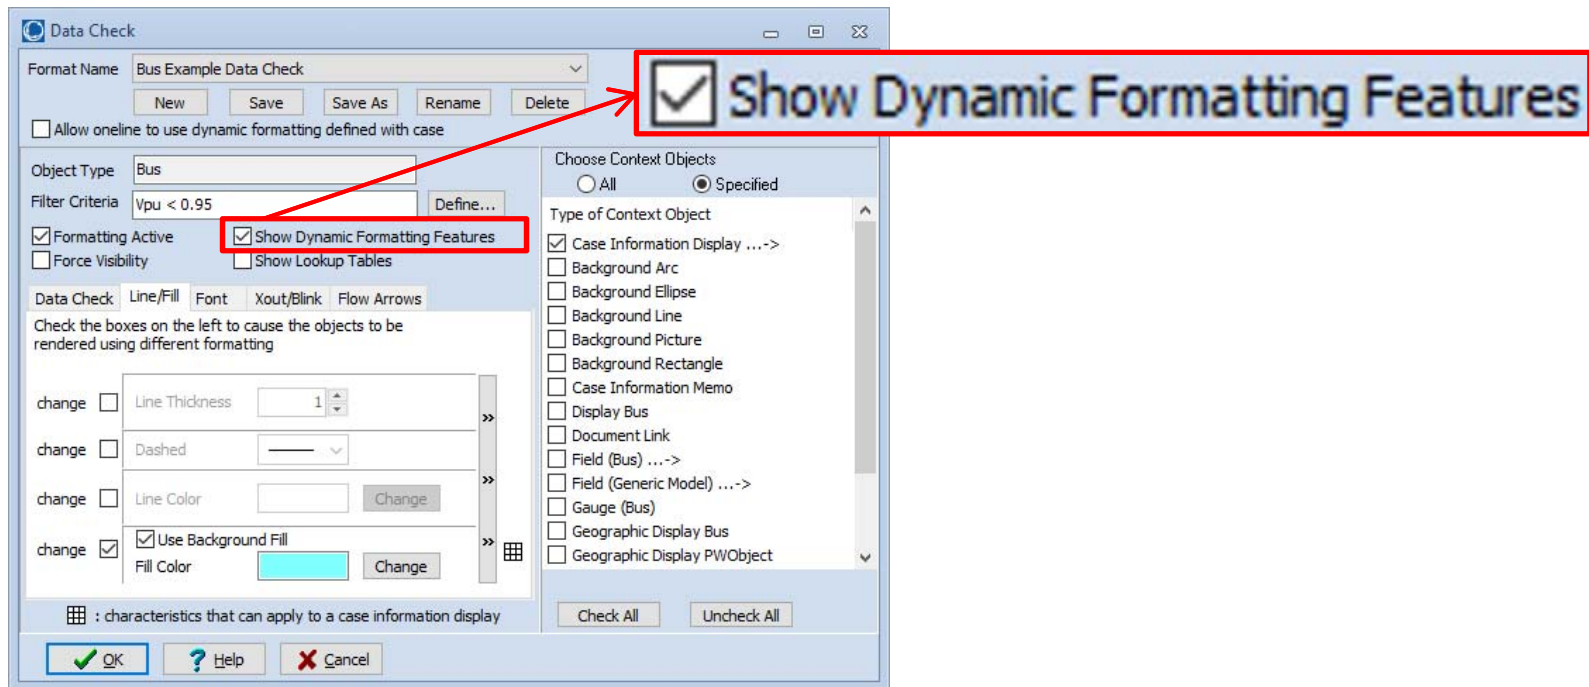 Data Check
Format Name Bus Example Data Check
New Save Save As Rename Delete
Allow oneline to use dynamic formatting defined with case
Show Dynamic Formatting Features
Object Type Bus
Filter Criteria Vpu < 0.95 Define...
Formatting Active Show Dynamic Formatting Features
Force Visibility Show Lookup Tables
Data Check Line/Fill Font Xout/Blink Flow Arrows
Check the boxes on the left to cause the objects to be
rendered using different formatting
change Line Thickness 1 »
change Dashed
change Line Color Change »
change Use Background Fill »
Fill Color Change
: characteristics that can apply to a case information display
Choose Context Objects
All Specified
Type of Context Object
Case Information Display ...->
Background Arc
Background Ellipse
Background Line
Background Picture
Background Rectangle
Case Information Memo
Display Bus
Document Link
Field (Bus) ...->
Field (Generic Model) ...->
Gauge (Bus)
Geographic Display Bus
Geographic Display PWObject
Check All Uncheck All
OK ? Help Cancel